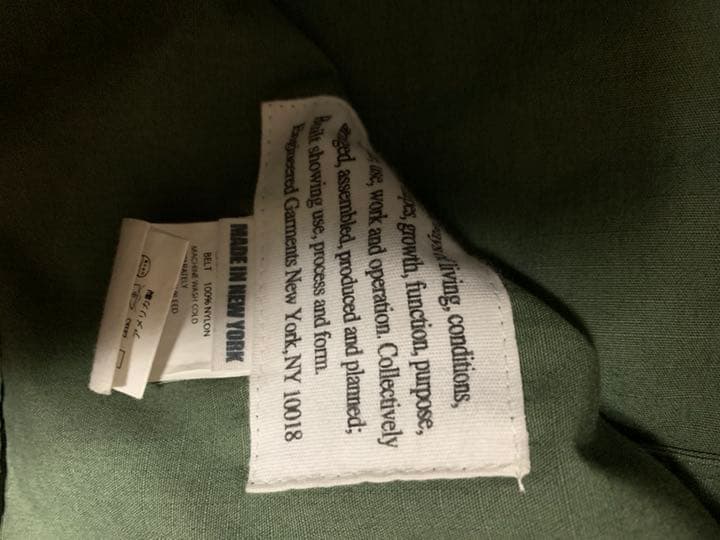 living, conditions,
growth, function, purpose,
use, work and operation. Collectively
assembled, produced and planned;
Built showing use, process and form.
Engineered Garments New York, NY 10018
MADE IN NEW YORK
BELT 100% NYLON
MACHINE WASH COLD